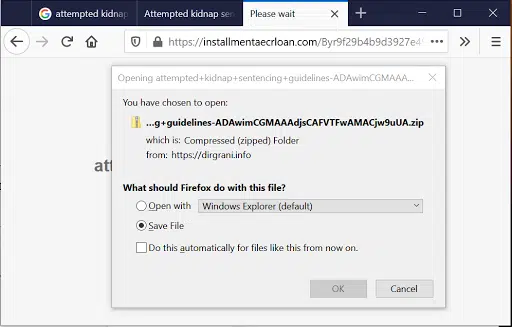 attempted kidnap
Attempted kidnap sen
Please wait
https://installmentaecrloan.com/Byr9f29b4b9d3927e4
Opening attempted+kidnap+sentencing+guidelines-ADAwimCGMAAA...
You have chosen to open:
...g+guidelines-ADAwimCGMAAAdjsCAFVTFwAMACjw9uUA.zip
which is: Compressed (zipped) Folder
from: https://dirgrani.info
att
What should Firefox do with this file?
Open with
Windows Explorer (default)
Save File
Do this automatically for files like this from now on.
OK
Cancel